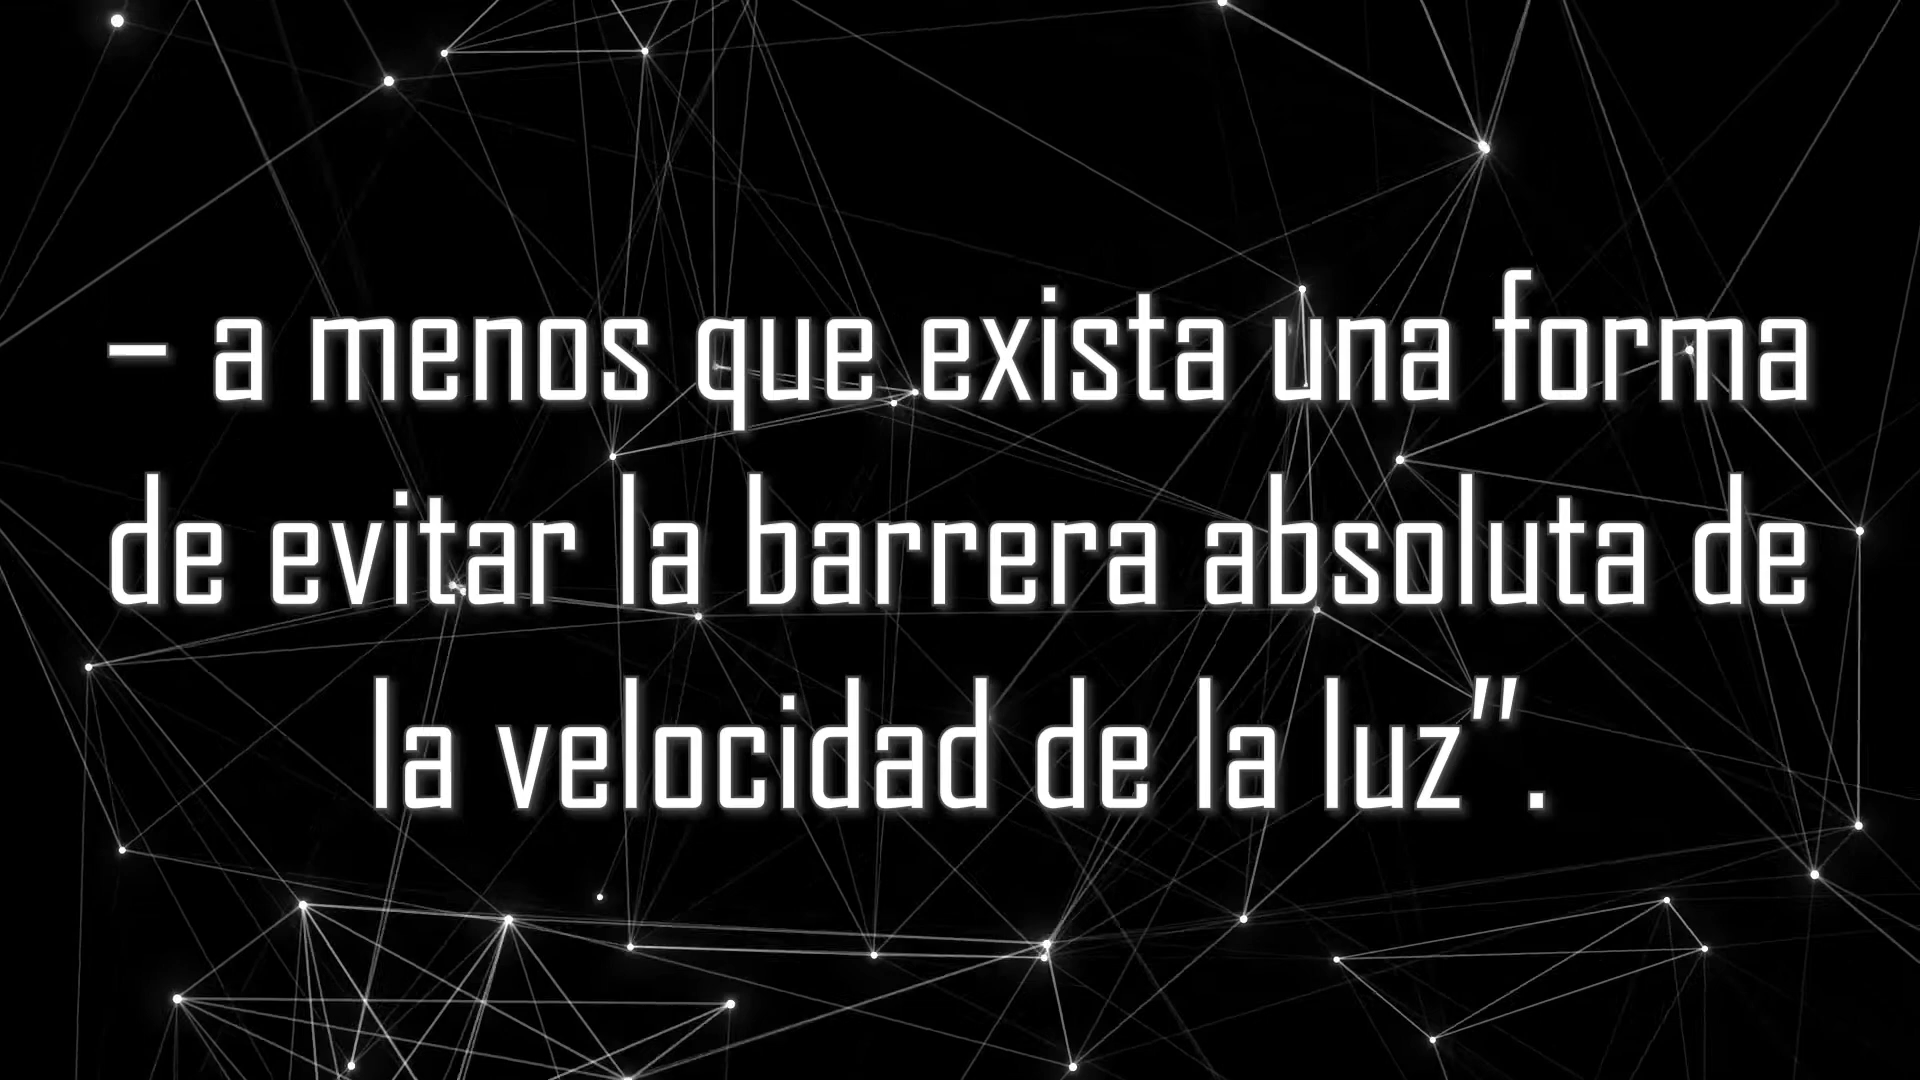 – a menos que exista una forma
de evitar la barrera absoluta de
la velocidad de la luz”.